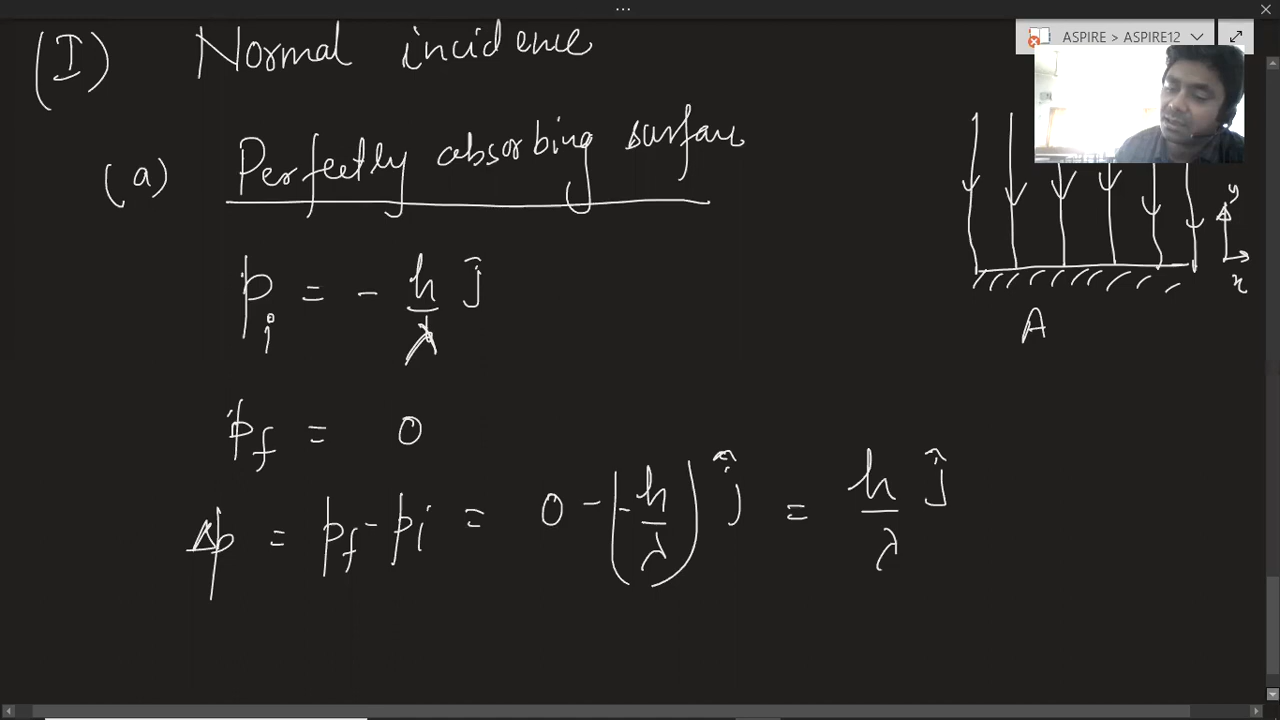 (I) Normal incidence
ASPIRE > ASPIRE12
(a) Perfectly absorbing surface
y
x
A
p_i = - h/λ ĵ
p_f = 0
Δp = p_f - p_i = 0 - (-h/λ) ĵ = h/λ ĵ